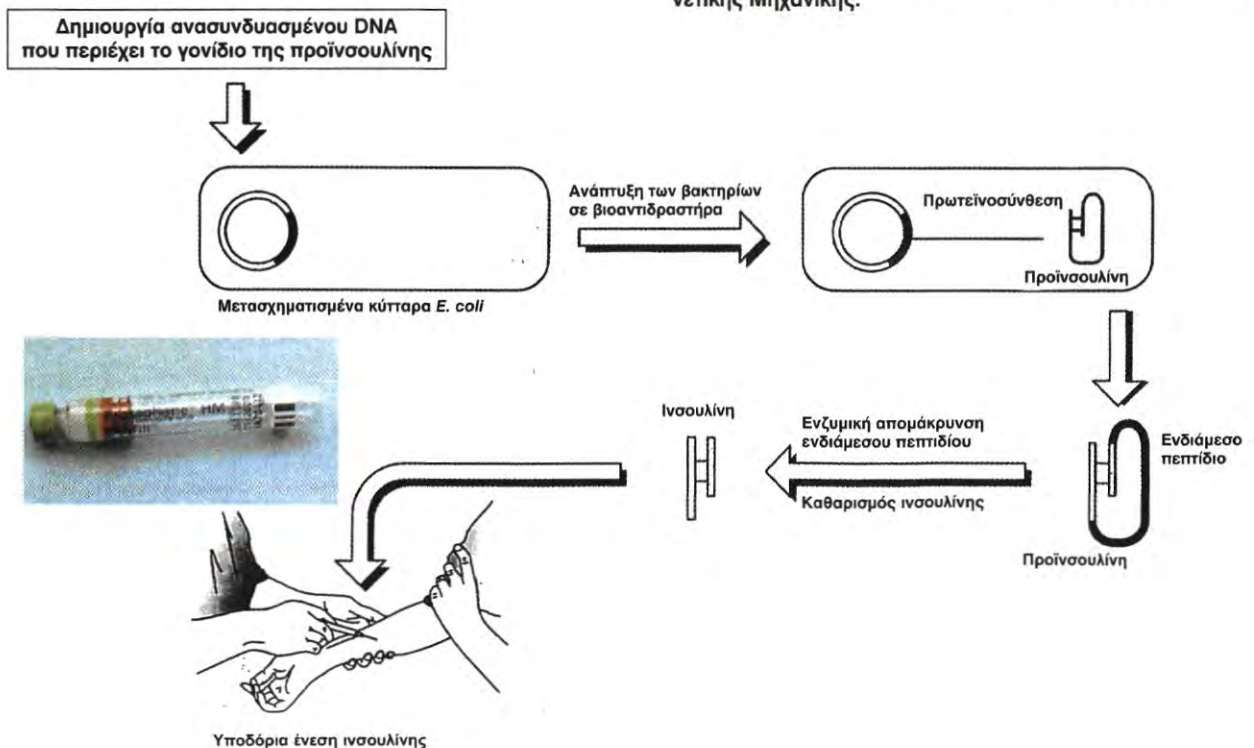 νετικής Μηχανικής.
Δημιουργία ανασυνδυασμένου DNA
που περιέχει το γονίδιο της προϊνσουλίνης
Ανάπτυξη των βακτηρίων
σε βιοαντιδραστήρα
Πρωτεϊνοσύνθεση
Προϊνσουλίνη
Μετασχηματισμένα κύτταρα E. coli
Ινσουλίνη
Ενζυμική απομάκρυνση
ενδιάμεσου πεπτιδίου
Καθαρισμός ινσουλίνης
Ενδιάμεσο
πεπτίδιο
Προϊνσουλίνη
HM
Υποδόρια ένεση ινσουλίνης